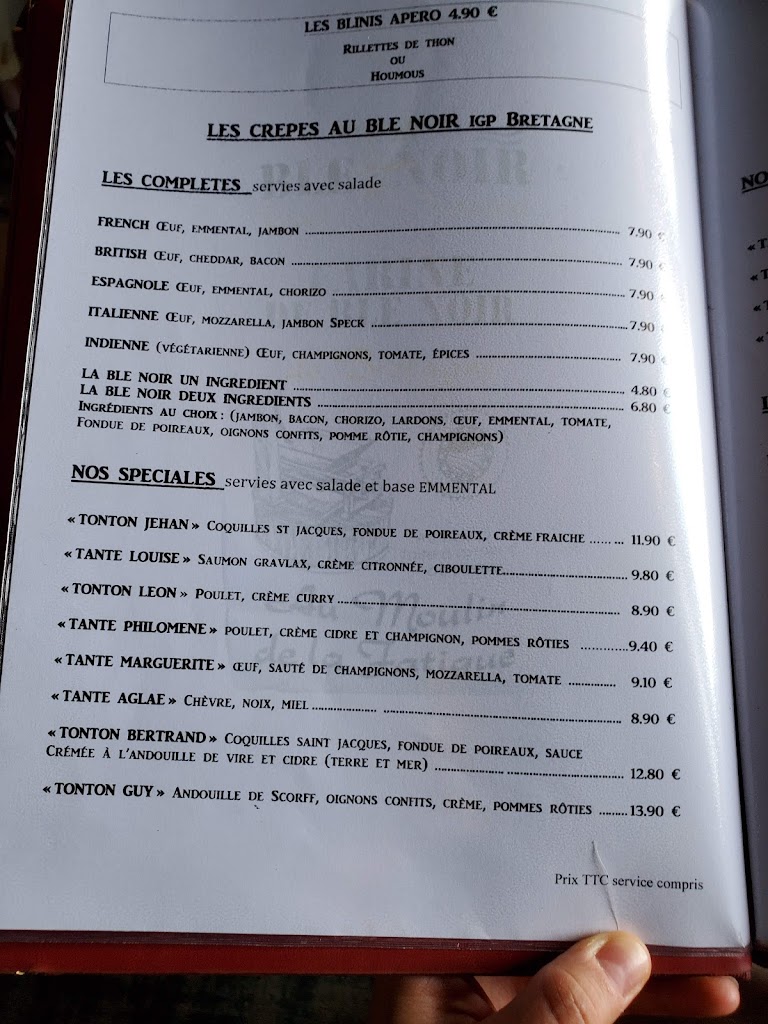 LES BLINIS APERO 4.90 €
RILLETTES DE THON
OU
HOUMOUS
LES CREPES AU BLE NOIR IGP BRETAGNE
LES COMPLETES servies avec salade
FRENCH ŒUF, EMMENTAL, JAMBON ........ 7.90 €
BRITISH ŒUF, CHEDDAR, BACON ........ 7.90 €
ESPAGNOLE ŒUF, EMMENTAL, CHORIZO ........ 7.90 €
ITALIENNE ŒUF, MOZZARELLA, JAMBON SPECK ........ 7.90 €
INDIENNE (VÉGÉTARIENNE) ŒUF, CHAMPIGNONS, TOMATE, ÉPICES ........ 7.90 €
LA BLE NOIR UN INGREDIENT ........ 4.80 €
LA BLE NOIR DEUX INGREDIENTS ........ 6.80 €
INGRÉDIENTS AU CHOIX : (JAMBON, BACON, CHORIZO, LARDONS, ŒUF, EMMENTAL, TOMATE,
FONDUE DE POIREAUX, OIGNONS CONFITS, POMME RÔTIE, CHAMPIGNONS)
NOS SPECIALES servies avec salade et base EMMENTAL
« TONTON JEHAN » COQUILLES ST JACQUES, FONDUE DE POIREAUX, CRÈME FRAICHE ........ 11.90 €
« TANTE LOUISE » SAUMON GRAVLAX, CRÈME CITRONNÉE, CIBOULETTE........ 9.80 €
« TONTON LEON » POULET, CRÈME CURRY ........ 8.90 €
« TANTE PHILOMENE » POULET, CRÈME CIDRE ET CHAMPIGNON, POMMES RÔTIES ........9.40 €
« TANTE MARGUERITE » ŒUF, SAUTÉ DE CHAMPIGNONS, MOZZARELLA, TOMATE ........ 9.10 €
« TANTE AGLAE » CHÈVRE, NOIX, MIEL ........ 8.90 €
« TONTON BERTRAND » COQUILLES SAINT JACQUES, FONDUE DE POIREAUX, SAUCE
CRÉMÉE À L'ANDOUILLE DE VIRE ET CIDRE (TERRE ET MER) ........ 12.80 €
« TONTON GUY » ANDOUILLE DE SCORFF, OIGNONS CONFITS, CRÈME, POMMES RÔTIES ........13.90 €
Prix TTC service compris